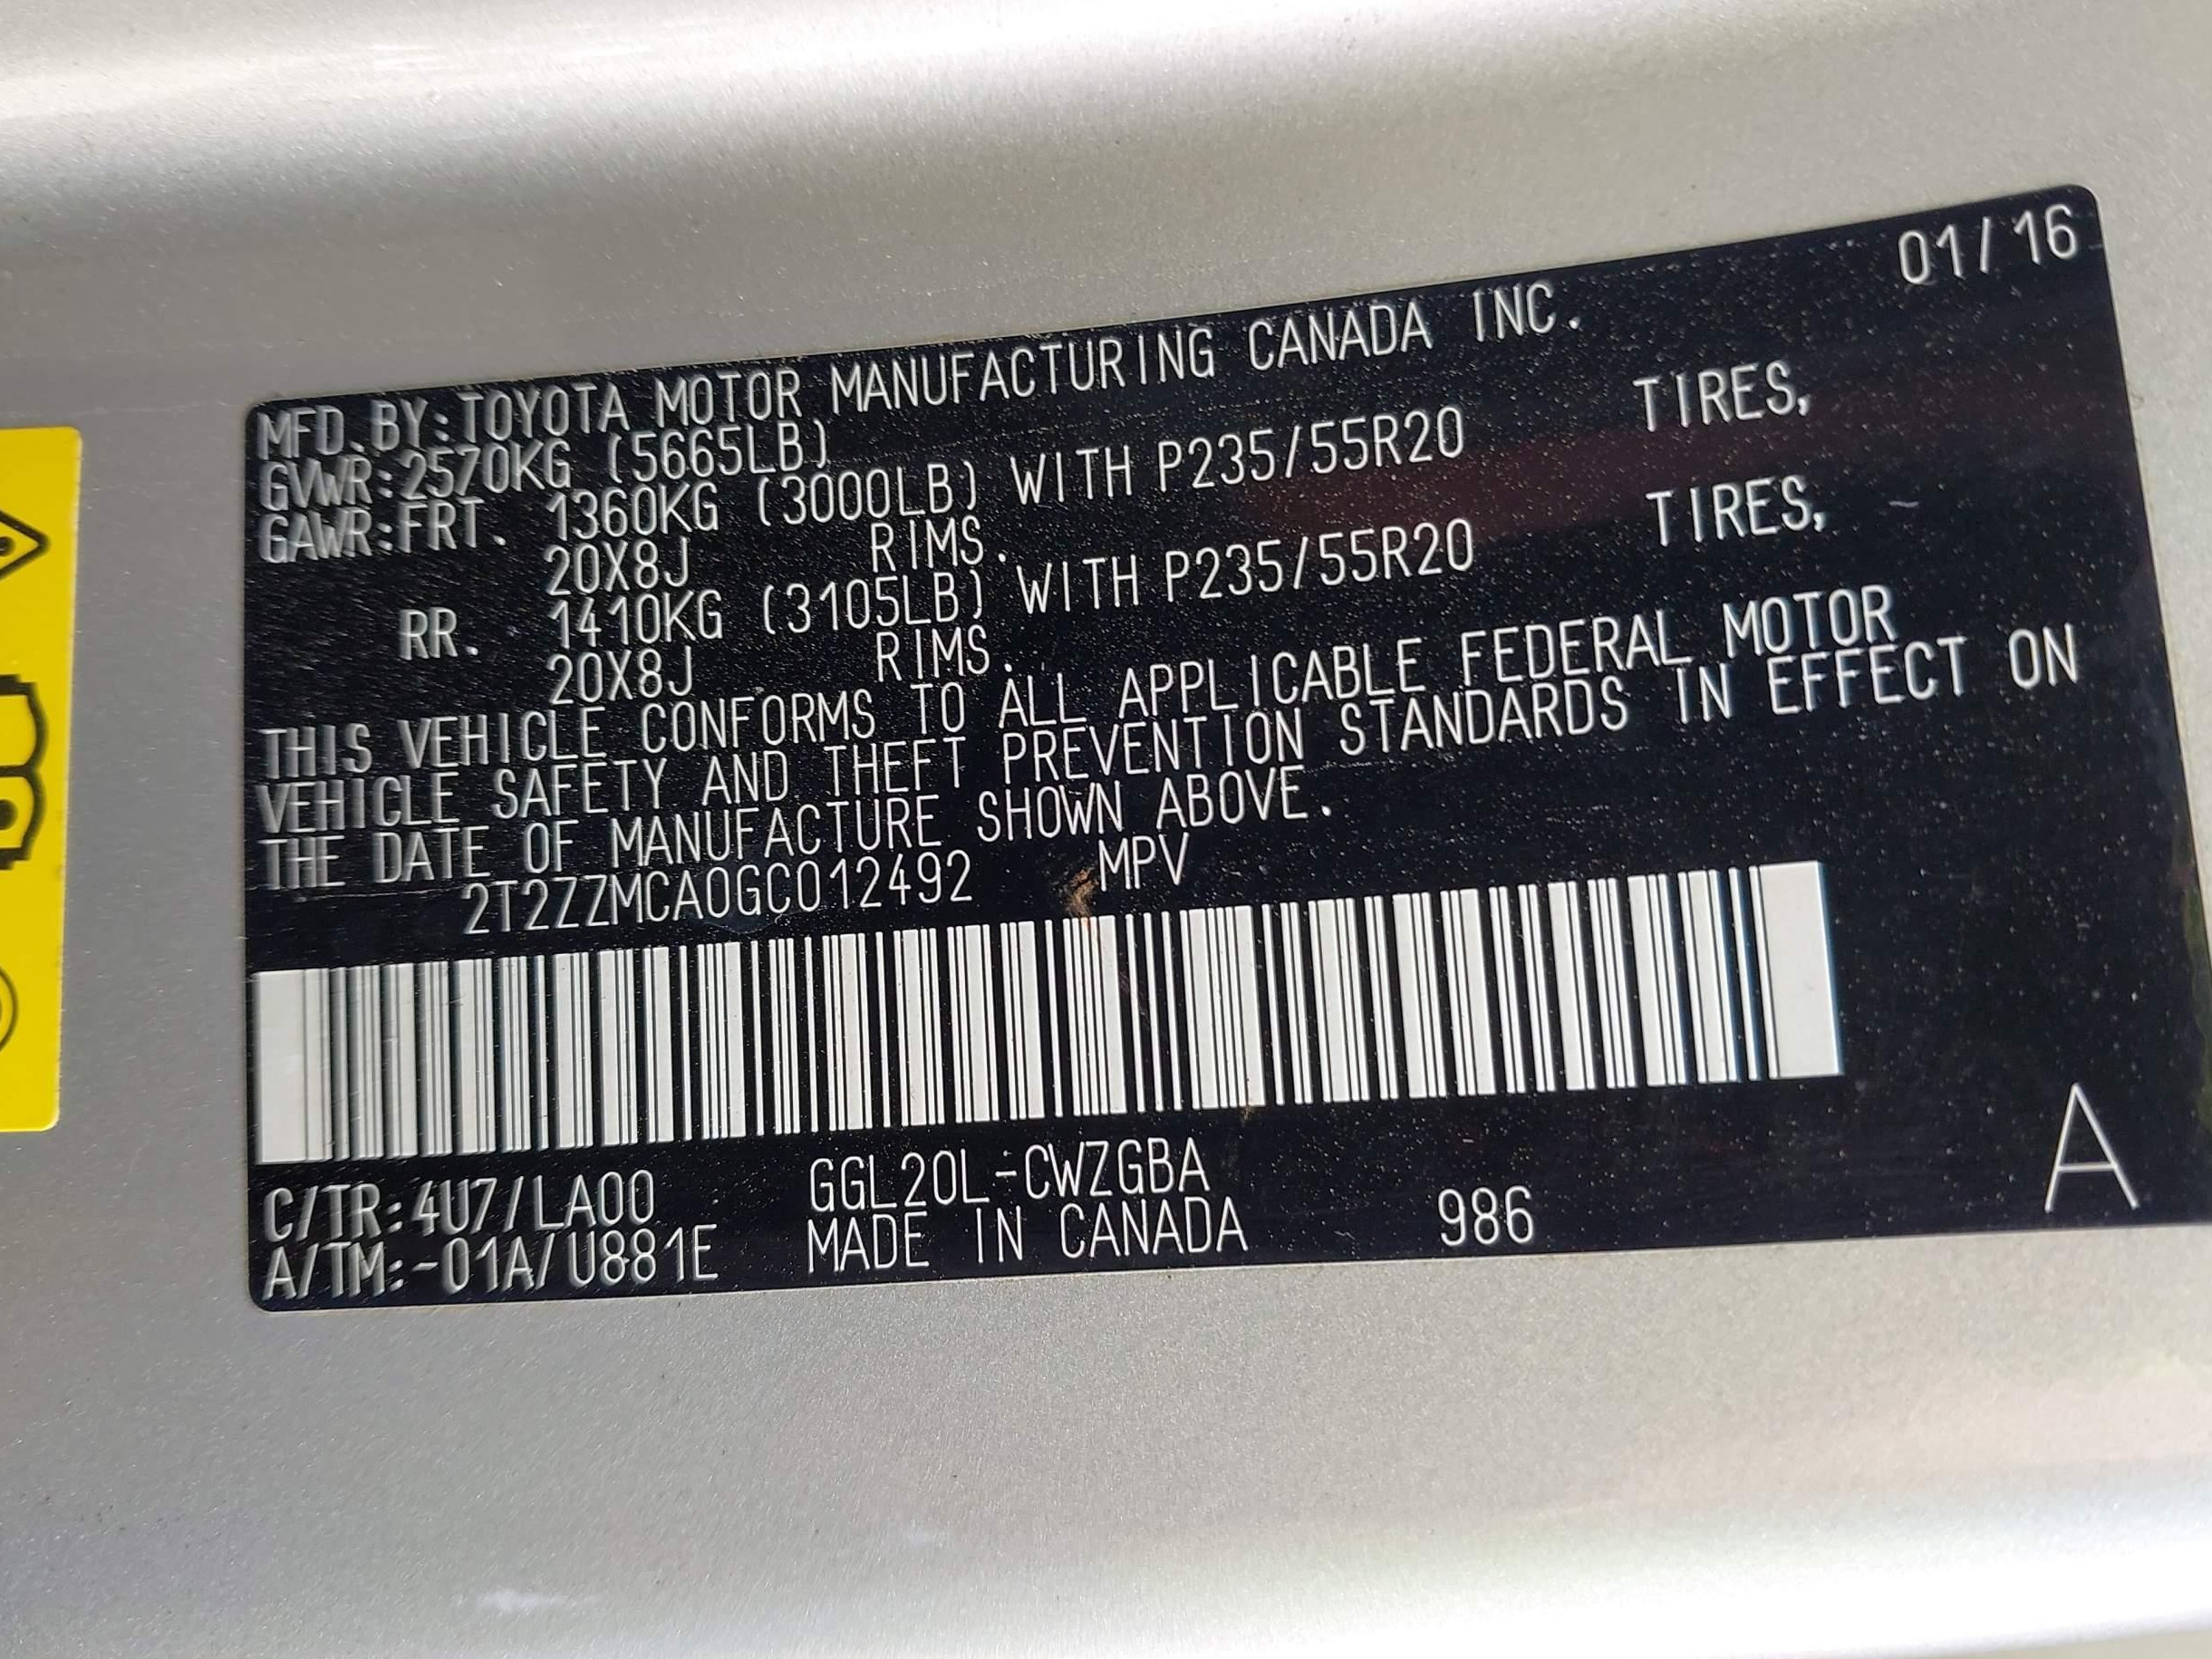 01/16
MFD.BY:TOYOTA MOTOR MANUFACTURING CANADA INC.
GVWR:2570KG (5665LB)
GAWR:FRT. 1360KG (3000LB) WITH P235/55R20 TIRES,
20X8J RIMS.
RR. 1410KG (3105LB) WITH P235/55R20 TIRES,
20X8J RIMS.
THIS VEHICLE CONFORMS TO ALL APPLICABLE FEDERAL MOTOR
VEHICLE SAFETY AND THEFT PREVENTION STANDARDS IN EFFECT ON
THE DATE OF MANUFACTURE SHOWN ABOVE.
2T2ZZMCA0GC012492 MPV
C/TR:4U7/LA00 GGL20L-CWZGBA
A/TM:-01A/U881E MADE IN CANADA 986
A